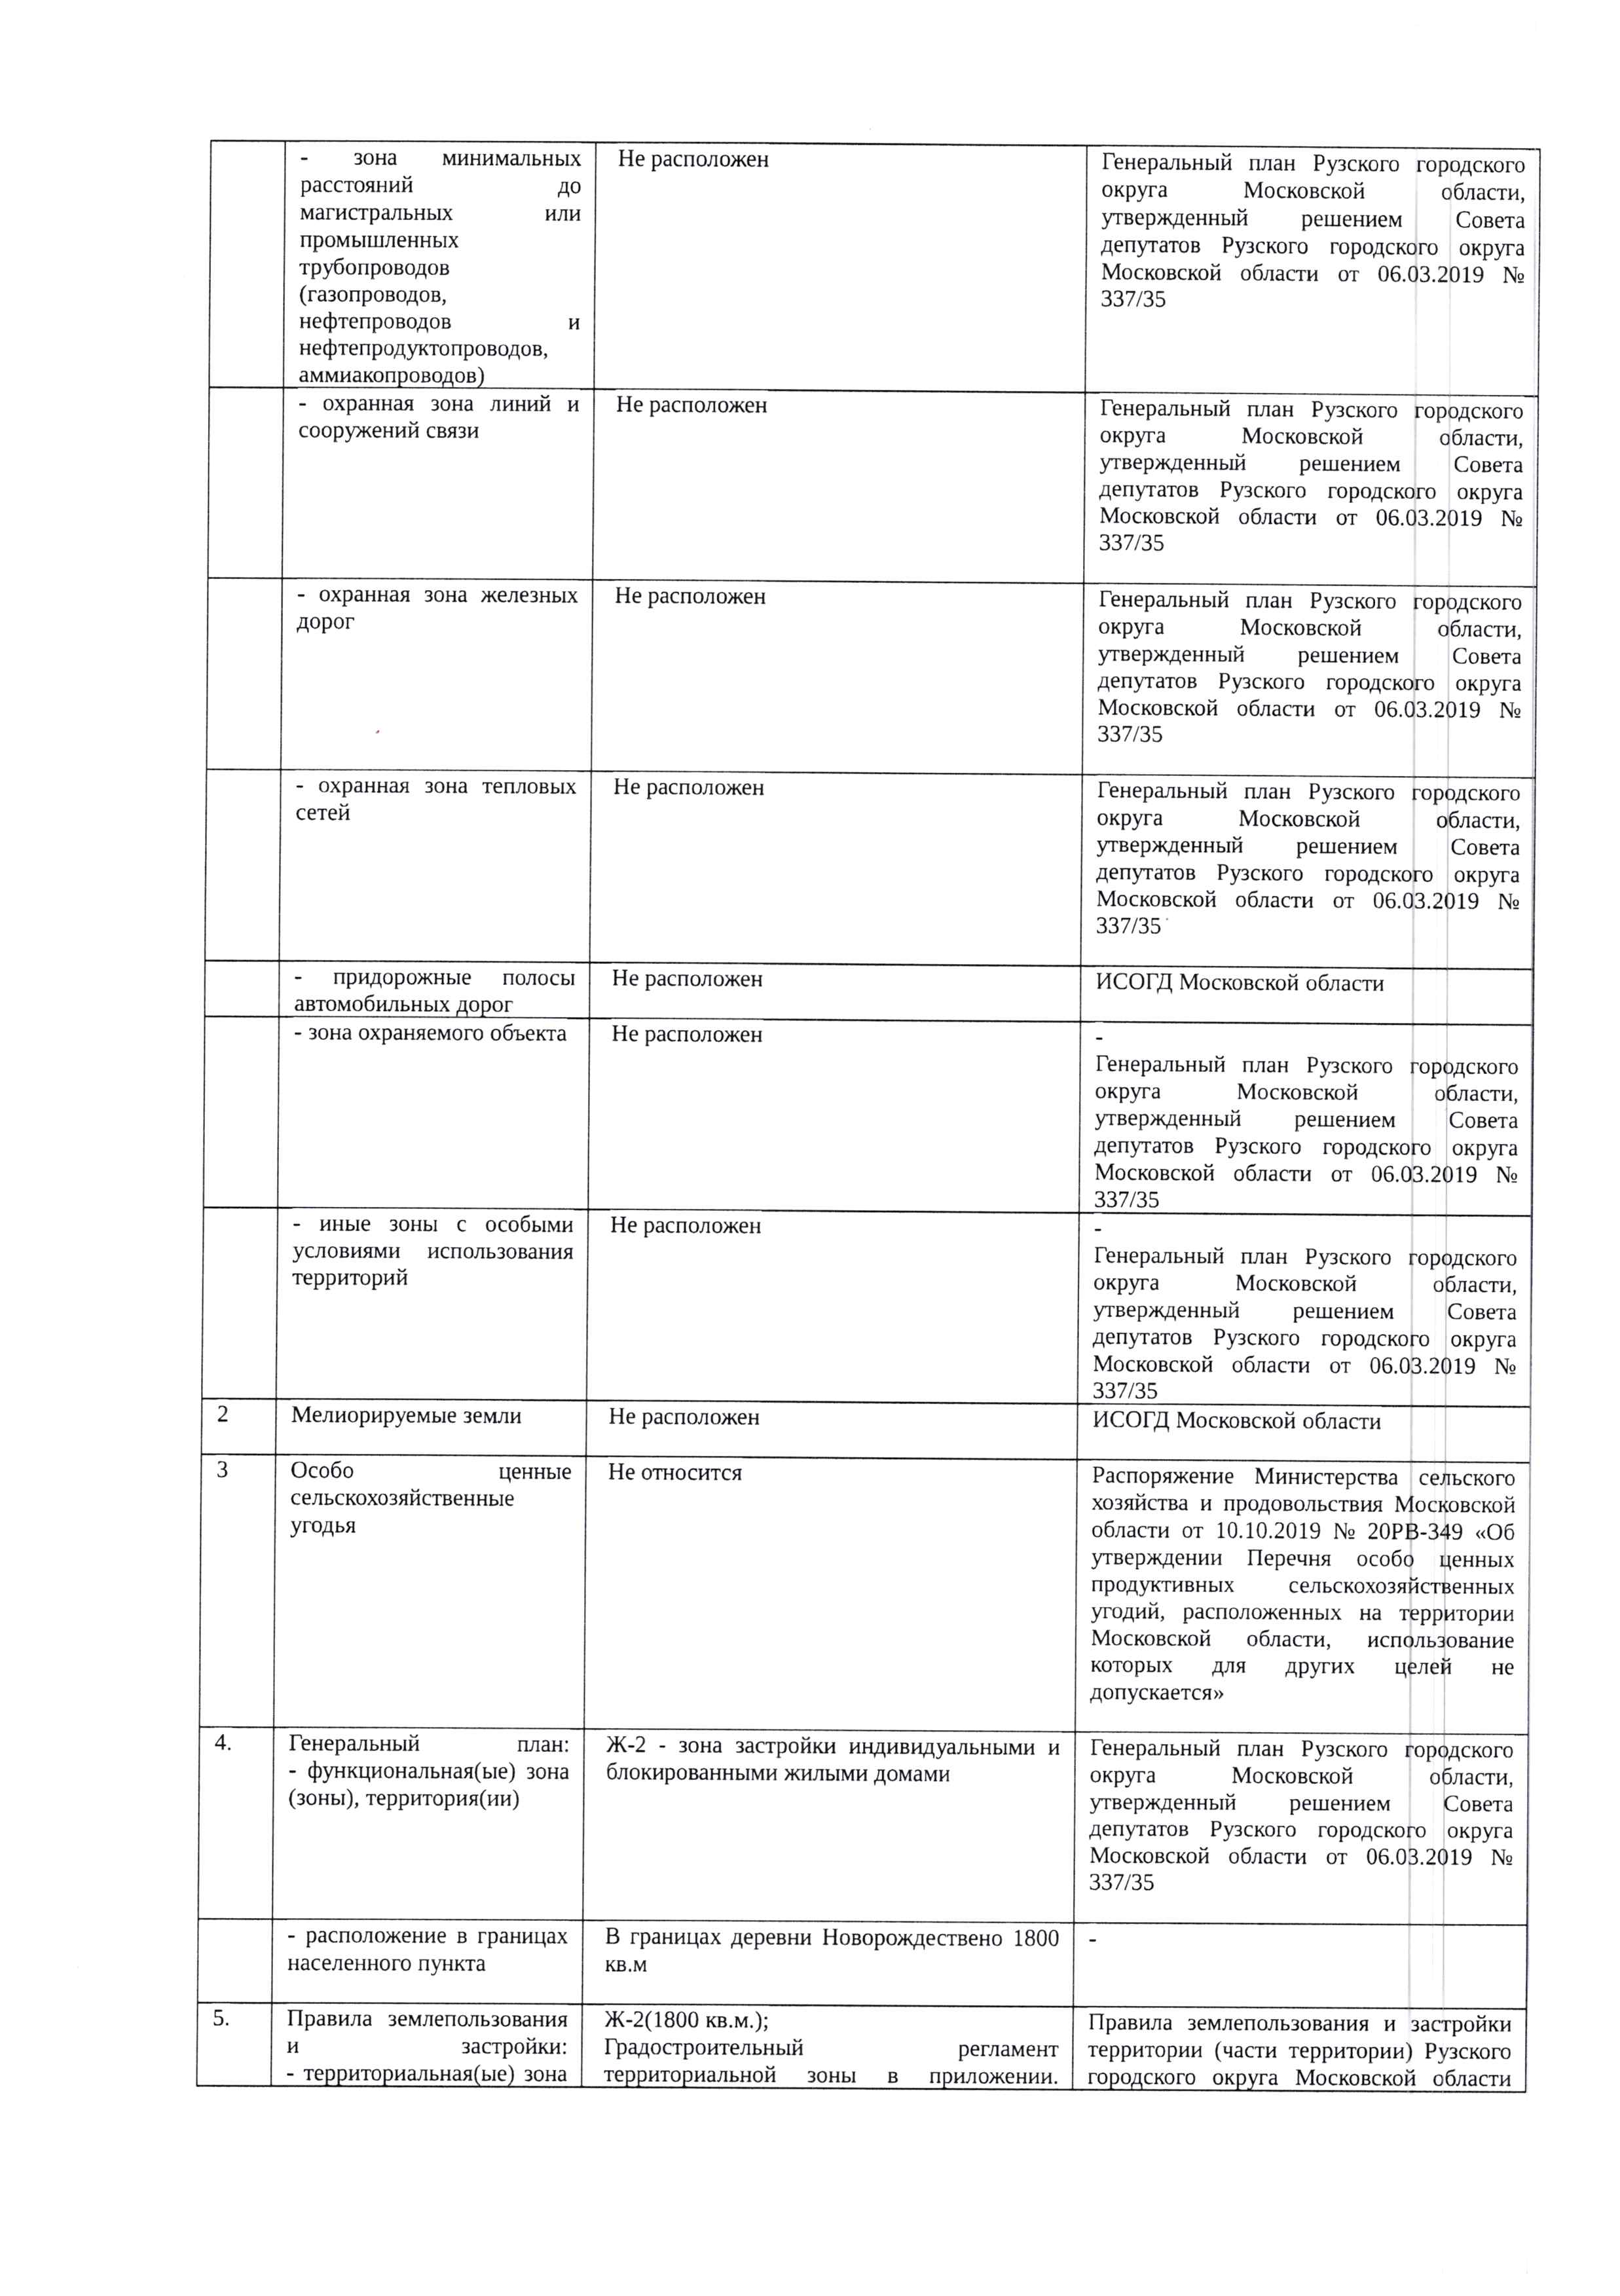 - зона минимальных
расстояний до
магистральных или
промышленных
трубопроводов
(газопроводов,
нефтепроводов и
нефтепродуктопроводов,
аммиакопроводов)
Не расположен
Генеральный план Рузского городского
округа Московской области,
утвержденный решением Совета
депутатов Рузского городского округа
Московской области от 06.03.2019 №
337/35
- охранная зона линий и
сооружений связи
Не расположен
Генеральный план Рузского городского
округа Московской области,
утвержденный решением Совета
депутатов Рузского городского округа
Московской области от 06.03.2019 №
337/35
- охранная зона железных
дорог
Не расположен
Генеральный план Рузского городского
округа Московской области,
утвержденный решением Совета
депутатов Рузского городского округа
Московской области от 06.03.2019 №
337/35
- охранная зона тепловых
сетей
Не расположен
Генеральный план Рузского городского
округа Московской области,
утвержденный решением Совета
депутатов Рузского городского округа
Московской области от 06.03.2019 №
337/35
- придорожные полосы
автомобильных дорог
Не расположен
ИСОГД Московской области
- зона охраняемого объекта
Не расположен
-
Генеральный план Рузского городского
округа Московской области,
утвержденный решением Совета
депутатов Рузского городского округа
Московской области от 06.03.2019 №
337/35
- иные зоны с особыми
условиями использования
территорий
Не расположен
-
Генеральный план Рузского городского
округа Московской области,
утвержденный решением Совета
депутатов Рузского городского округа
Московской области от 06.03.2019 №
337/35
2
Мелиорируемые земли
Не расположен
ИСОГД Московской области
3
Особо ценные
сельскохозяйственные
угодья
Не относится
Распоряжение Министерства сельского
хозяйства и продовольствия Московской
области от 10.10.2019 № 20РВ-349 «Об
утверждении Перечня особо ценных
продуктивных сельскохозяйственных
угодий, расположенных на территории
Московской области, использование
которых для других целей не
допускается»
4.
Генеральный план:
- функциональная(ые) зона
(зоны), территория(ии)
Ж-2 - зона застройки индивидуальными и
блокированными жилыми домами
Генеральный план Рузского городского
округа Московской области,
утвержденный решением Совета
депутатов Рузского городского округа
Московской области от 06.03.2019 №
337/35
- расположение в границах
населенного пункта
В границах деревни Новорождествено 1800
кв.м
-
5.
Правила землепользования
и застройки:
- территориальная(ые) зона
Ж-2(1800 кв.м.);
Градостроительный регламент
территориальной зоны в приложении.
Правила землепользования и застройки
территории (части территории) Рузского
городского округа Московской области